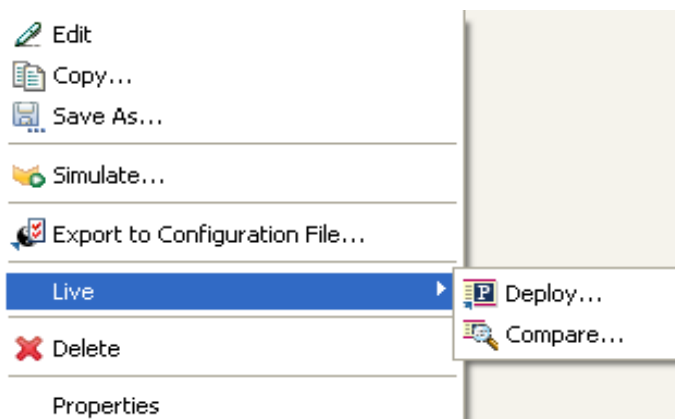 Edit
Copy...
Save As...
Simulate...
Export to Configuration File...
Live
P Deploy...
Compare...
Delete
Properties